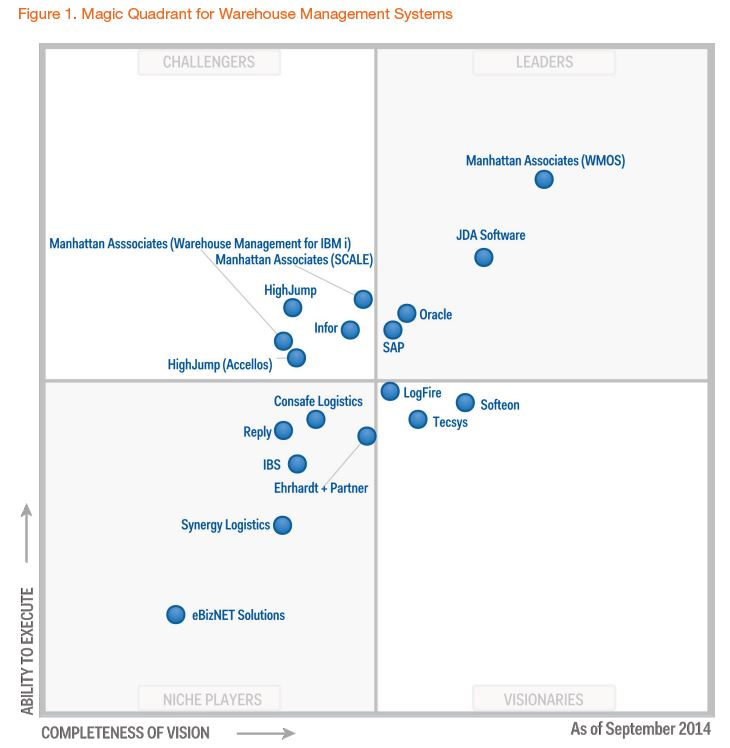 Figure 1. Magic Quadrant for Warehouse Management Systems
CHALLENGERS
LEADERS
Manhattan Associates (WMOS)
JDA Software
Manhattan Asssociates (Warehouse Management for IBM i)
Manhattan Associates (SCALE)
HighJump
Infor
Oracle
SAP
HighJump (Accellos)
LogFire
Softeon
Tecsys
Consafe Logistics
Reply
IBS
Ehrhardt + Partner
Synergy Logistics
eBizNET Solutions
NICHE PLAYERS
VISIONARIES
ABILITY TO EXECUTE
COMPLETENESS OF VISION
As of September 2014